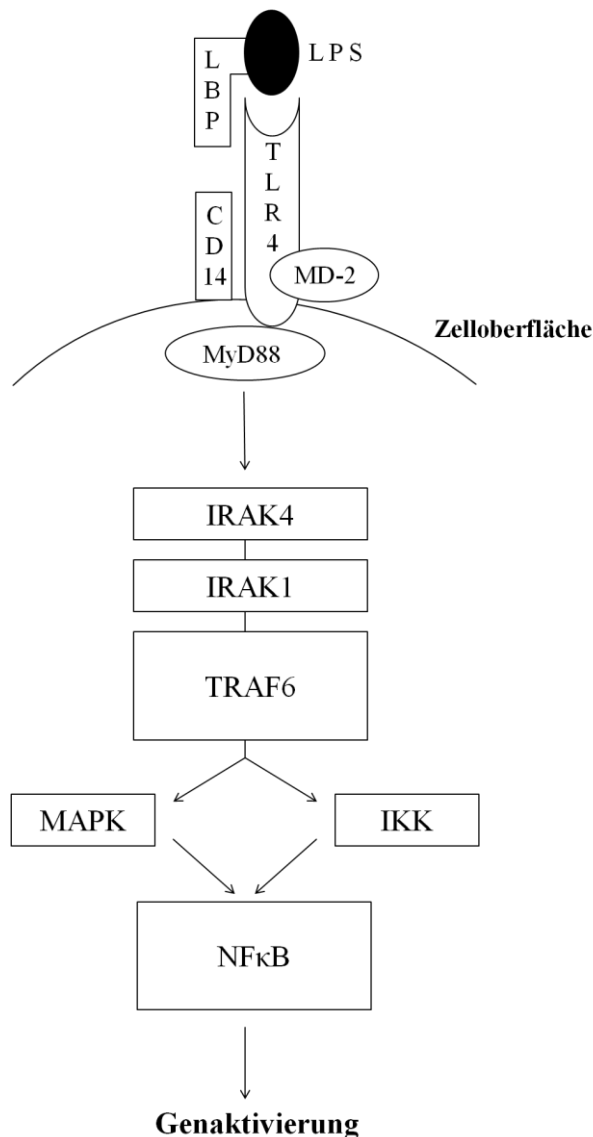 LPS
LBP
TLR4
CD14
MD-2
Zelloberfläche
MyD88
IRAK4
IRAK1
TRAF6
MAPK
IKK
NFκB
Genaktivierung